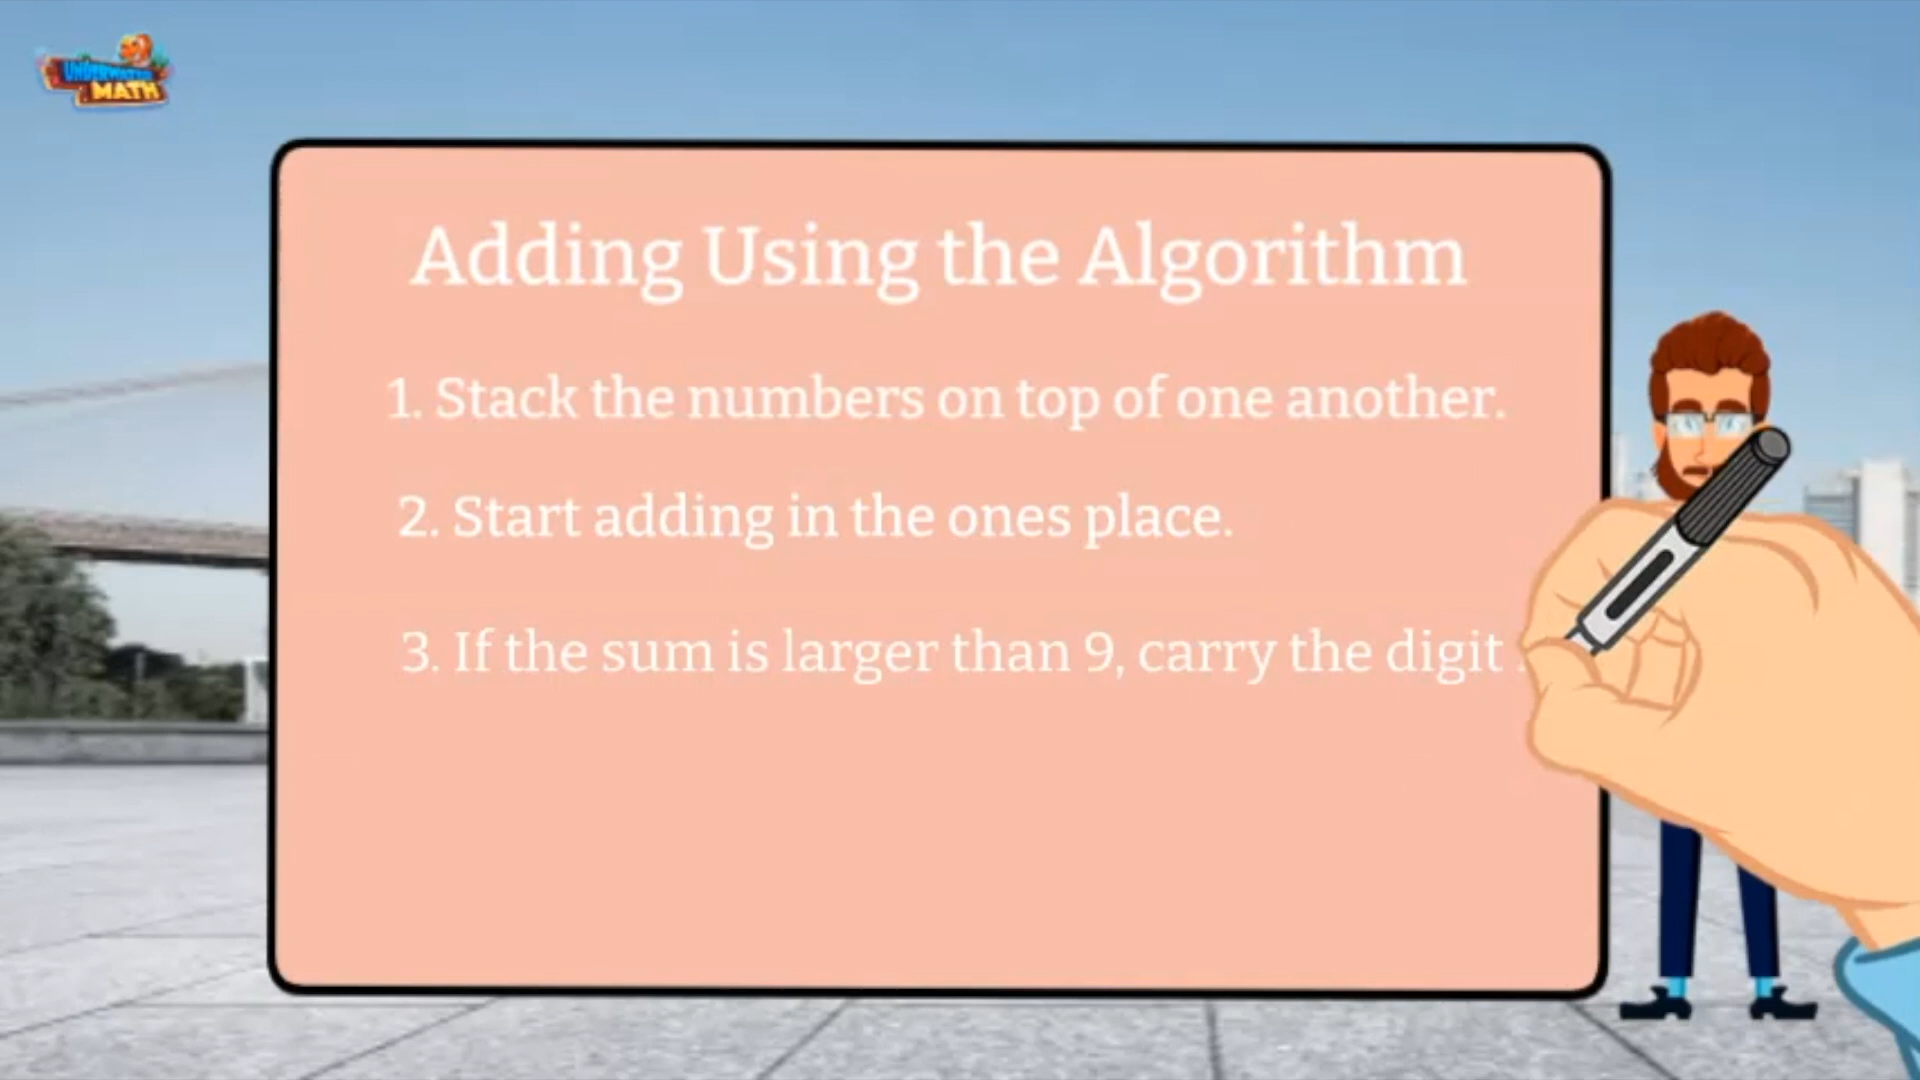 UNDERWATER
MATH
Adding Using the Algorithm
1. Stack the numbers on top of one another.
2. Start adding in the ones place.
3. If the sum is larger than 9, carry the digit